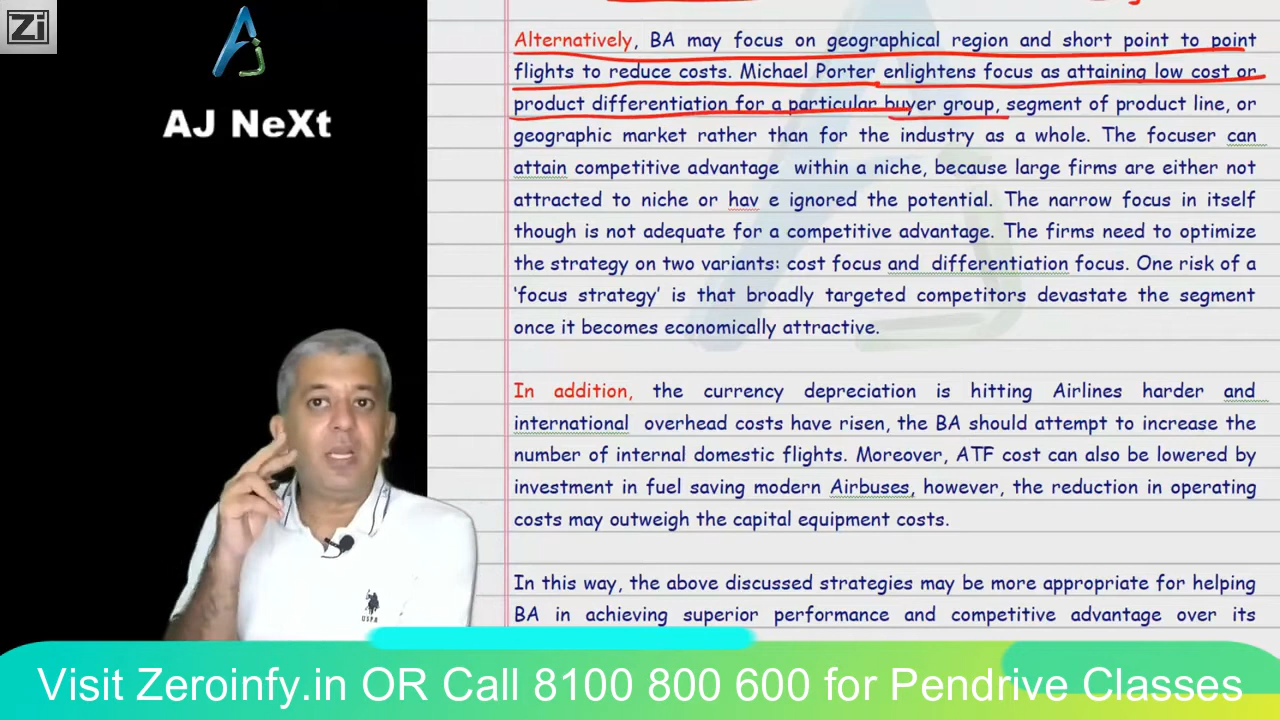 Zi
AJ NeXt
Alternatively, BA may focus on geographical region and short point to point
flights to reduce costs. Michael Porter enlightens focus as attaining low cost or
product differentiation for a particular buyer group, segment of product line, or
geographic market rather than for the industry as a whole. The focuser can
attain competitive advantage within a niche, because large firms are either not
attracted to niche or hav e ignored the potential. The narrow focus in itself
though is not adequate for a competitive advantage. The firms need to optimize
the strategy on two variants: cost focus and differentiation focus. One risk of a
‘focus strategy’ is that broadly targeted competitors devastate the segment
once it becomes economically attractive.
In addition, the currency depreciation is hitting Airlines harder and
international overhead costs have risen, the BA should attempt to increase the
number of internal domestic flights. Moreover, ATF cost can also be lowered by
investment in fuel saving modern Airbuses, however, the reduction in operating
costs may outweigh the capital equipment costs.
In this way, the above discussed strategies may be more appropriate for helping
BA in achieving superior performance and competitive advantage over its
USPA
Visit Zeroinfy.in OR Call 8100 800 600 for Pendrive Classes